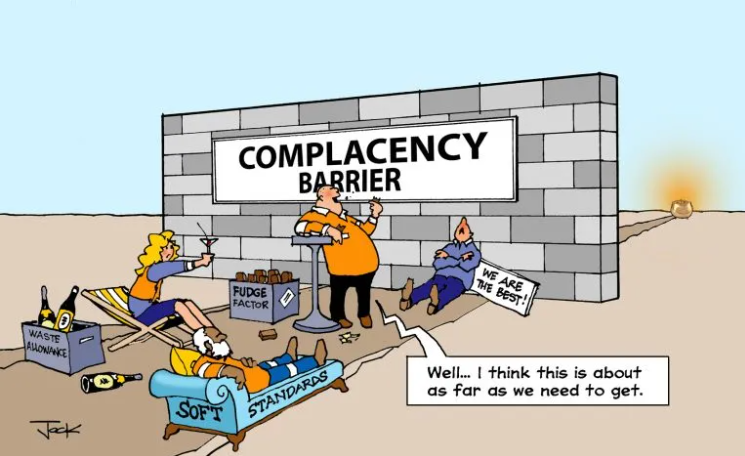 COMPLACENCY
BARRIER
WE ARE
THE BEST!
FUDGE
FACTOR
WASTE
ALLOWANCE
Well... I think this is about
as far as we need to get.
SOFT STANDARDS
Jock